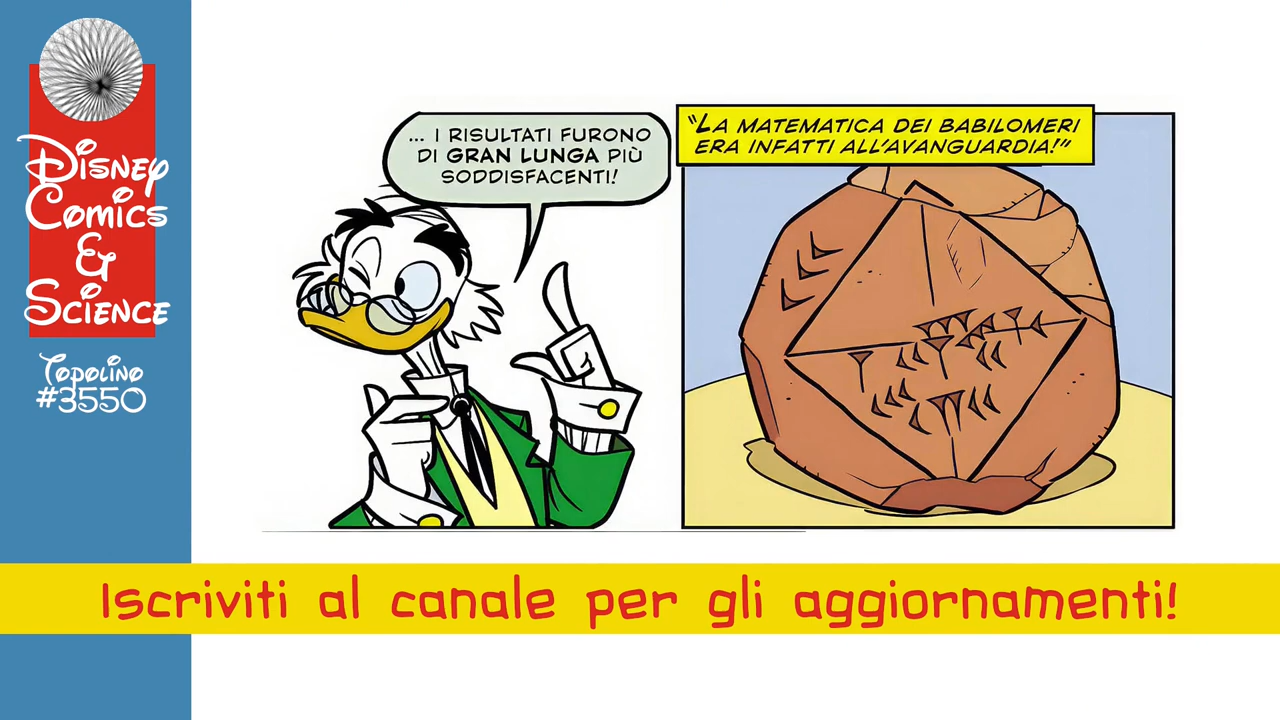 Disney
Comics
&
Science
Topolino
#3550
... I RISULTATI FURONO
DI GRAN LUNGA PIÙ
SODDISFACENTI!
"LA MATEMATICA DEI BABILOMERI
ERA INFATTI ALL'AVANGUARDIA!"
Iscriviti al canale per gli aggiornamenti!